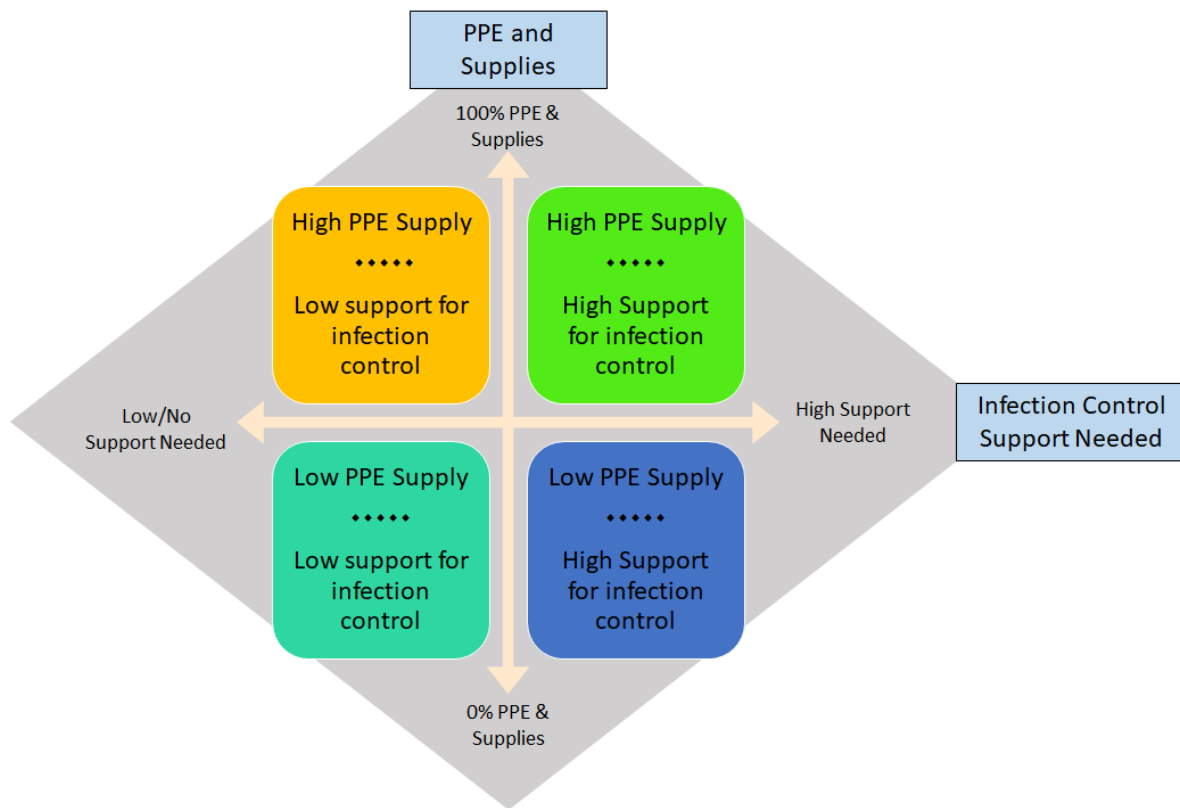 PPE and
Supplies
100% PPE &
Supplies
High PPE Supply
Low support for
infection
control
High PPE Supply
High Support
for infection
control
Low/No
Support Needed
High Support
Needed
Infection Control
Support Needed
Low PPE Supply
Low support for
infection
control
Low PPE Supply
High Support
for infection
control
0% PPE &
Supplies